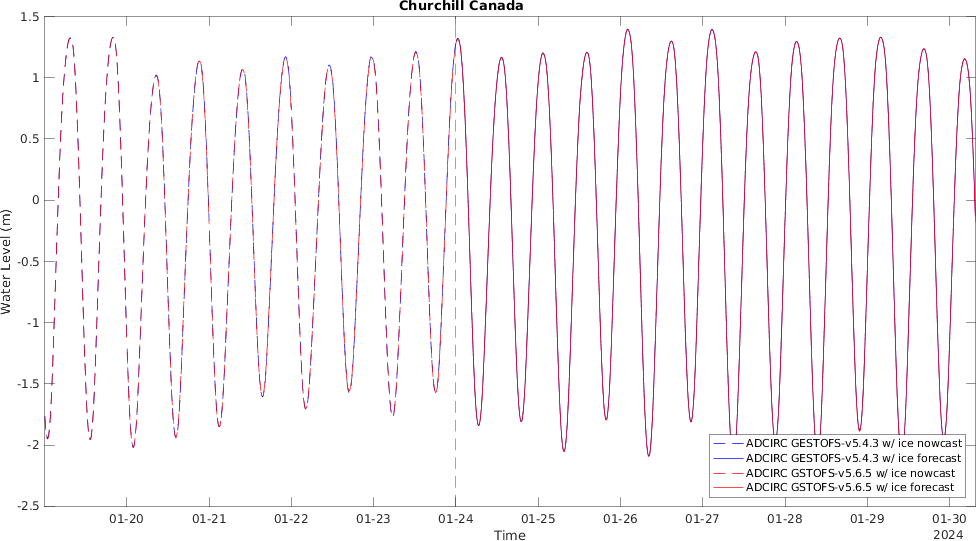 Churchill Canada
1.5
1
0.5
0
-0.5
-1
-1.5
-2
-2.5
Water Level (m)
ADCIRC GESTOFS-v5.4.3 w/ ice nowcast
ADCIRC GESTOFS-v5.4.3 w/ ice forecast
ADCIRC GSTOFS-v5.6.5 w/ ice nowcast
ADCIRC GSTOFS-v5.6.5 w/ ice forecast
01-20 01-21 01-22 01-23 01-24 01-25 01-26 01-27 01-28 01-29 01-30
Time
2024